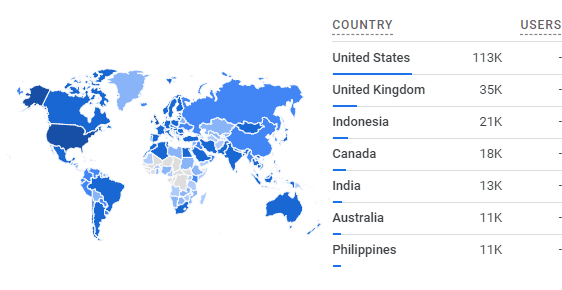 COUNTRY USERS
United States 113K -
United Kingdom 35K -
Indonesia 21K -
Canada 18K -
India 13K -
Australia 11K -
Philippines 11K -